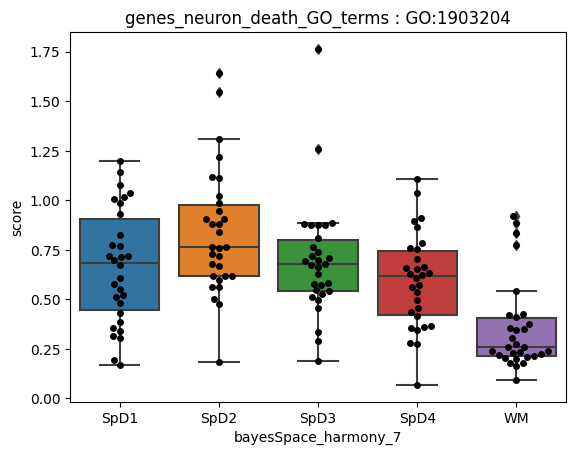 genes_neuron_death_GO_terms : GO:1903204
score
1.75
1.50
1.25
1.00
0.75
0.50
0.25
0.00
SpD1 SpD2 SpD3 SpD4 WM
bayesSpace_harmony_7